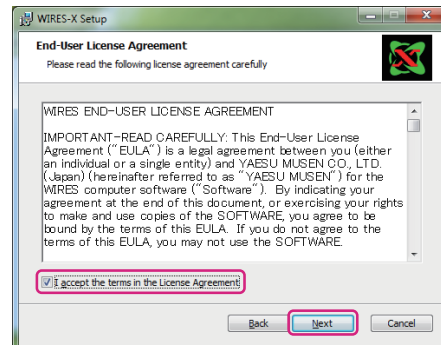 WIRES-X Setup
End-User License Agreement
Please read the following license agreement carefully
WIRES END-USER LICENSE AGREEMENT
IMPORTANT-READ CAREFULLY: This End-User License
Agreement ("EULA") is a legal agreement between you (either
an individual or a single entity) and YAESU MUSEN CO., LTD.
(Japan) (hereinafter referred to as "YAESU MUSEN") for the
WIRES computer software ("Software"). By indicating your
agreement at the end of this document, or exercising your rights
to make and use copies of the SOFTWARE, you agree to be
bound by the terms of this EULA. If you do not agree to the
terms of this EULA, you may not use the SOFTWARE.
I accept the terms in the License Agreement
Back Next Cancel